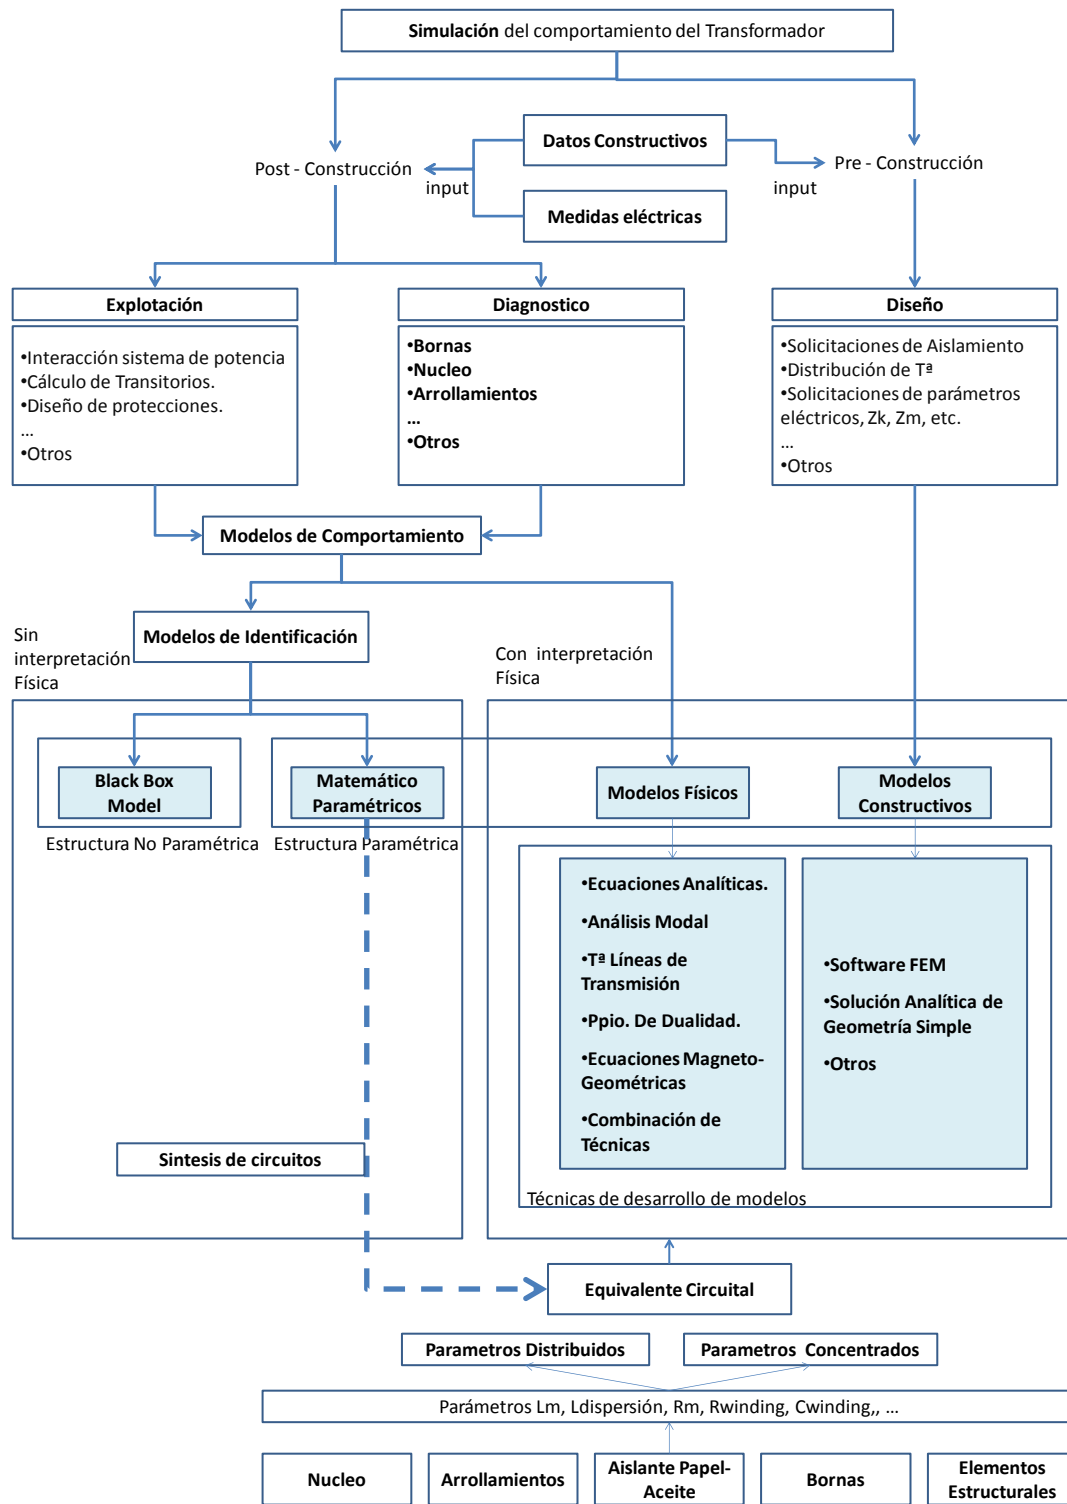 Simulación del comportamiento del Transformador
Datos Constructivos
Post - Construcción
Pre - Construcción
input
input
Medidas eléctricas
Explotación
•Interacción sistema de potencia
•Cálculo de Transitorios.
•Diseño de protecciones.
...
•Otros
Diagnostico
•Bornas
•Nucleo
•Arrollamientos
...
•Otros
Diseño
•Solicitaciones de Aislamiento
•Distribución de Tª
•Solicitaciones de parámetros
eléctricos, Zk, Zm, etc.
...
•Otros
Modelos de Comportamiento
Modelos de Identificación
Sin
interpretación
Física
Con interpretación
Física
Black Box
Model
Matemático
Paramétricos
Modelos Físicos
Modelos
Constructivos
Estructura No Paramétrica
Estructura Paramétrica
•Ecuaciones Analíticas.
•Análisis Modal
•Tª Líneas de
Transmisión
•Ppio. De Dualidad.
•Ecuaciones Magneto-
Geométricas
•Combinación de
Técnicas
•Software FEM
•Solución Analítica de
Geometría Simple
•Otros
Sintesis de circuitos
Técnicas de desarrollo de modelos
Equivalente Circuital
Parametros Distribuidos
Parametros Concentrados
Parámetros Lm, Ldispersión, Rm, Rwinding, Cwinding,, ...
Nucleo
Arrollamientos
Aislante Papel-
Aceite
Bornas
Elementos
Estructurales